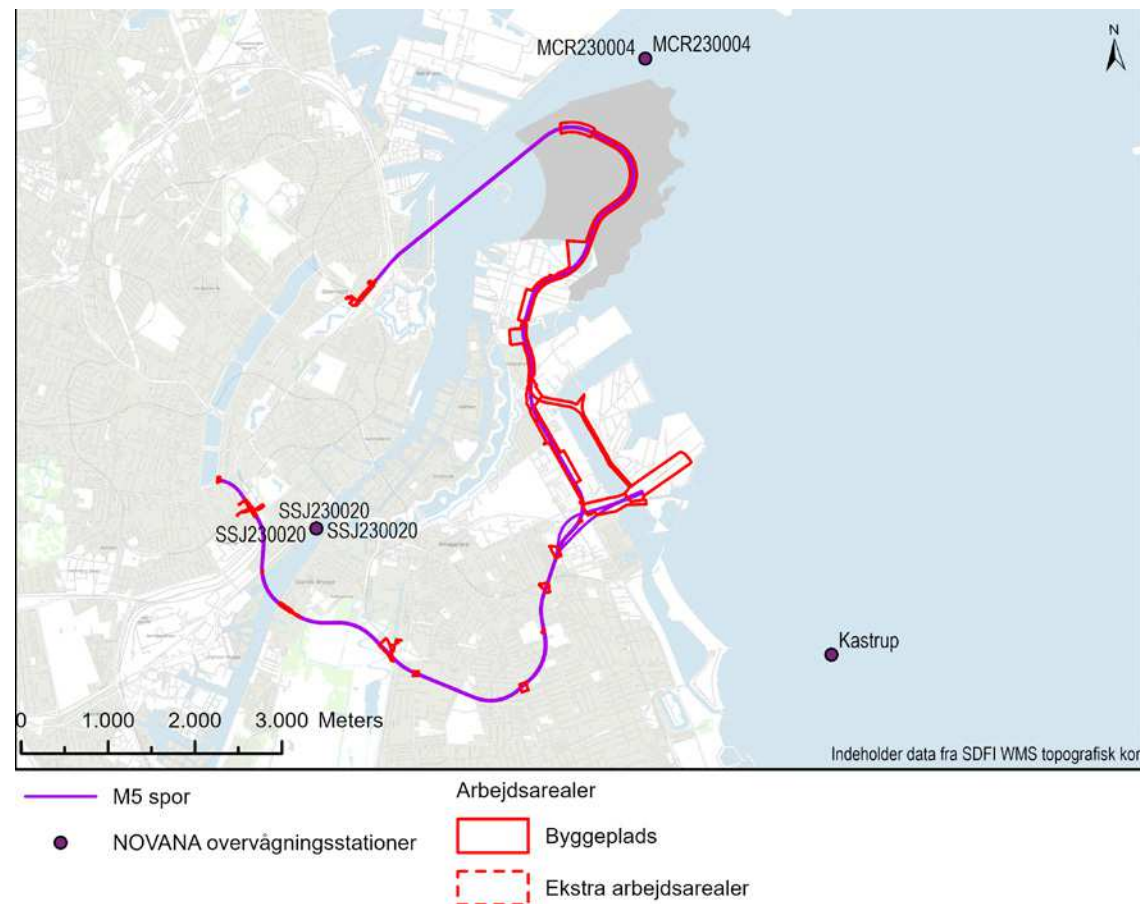 MCR230004 MCR230004
N
SSJ230020
SSJ230020 SSJ230020
Kastrup
0 1.000 2.000 3.000 Meters
Indeholder data fra SDFI WMS topografisk kor
M5 spor
NOVANA overvågningsstationer
Arbejdsarealer
Byggeplads
Ekstra arbejdsarealer